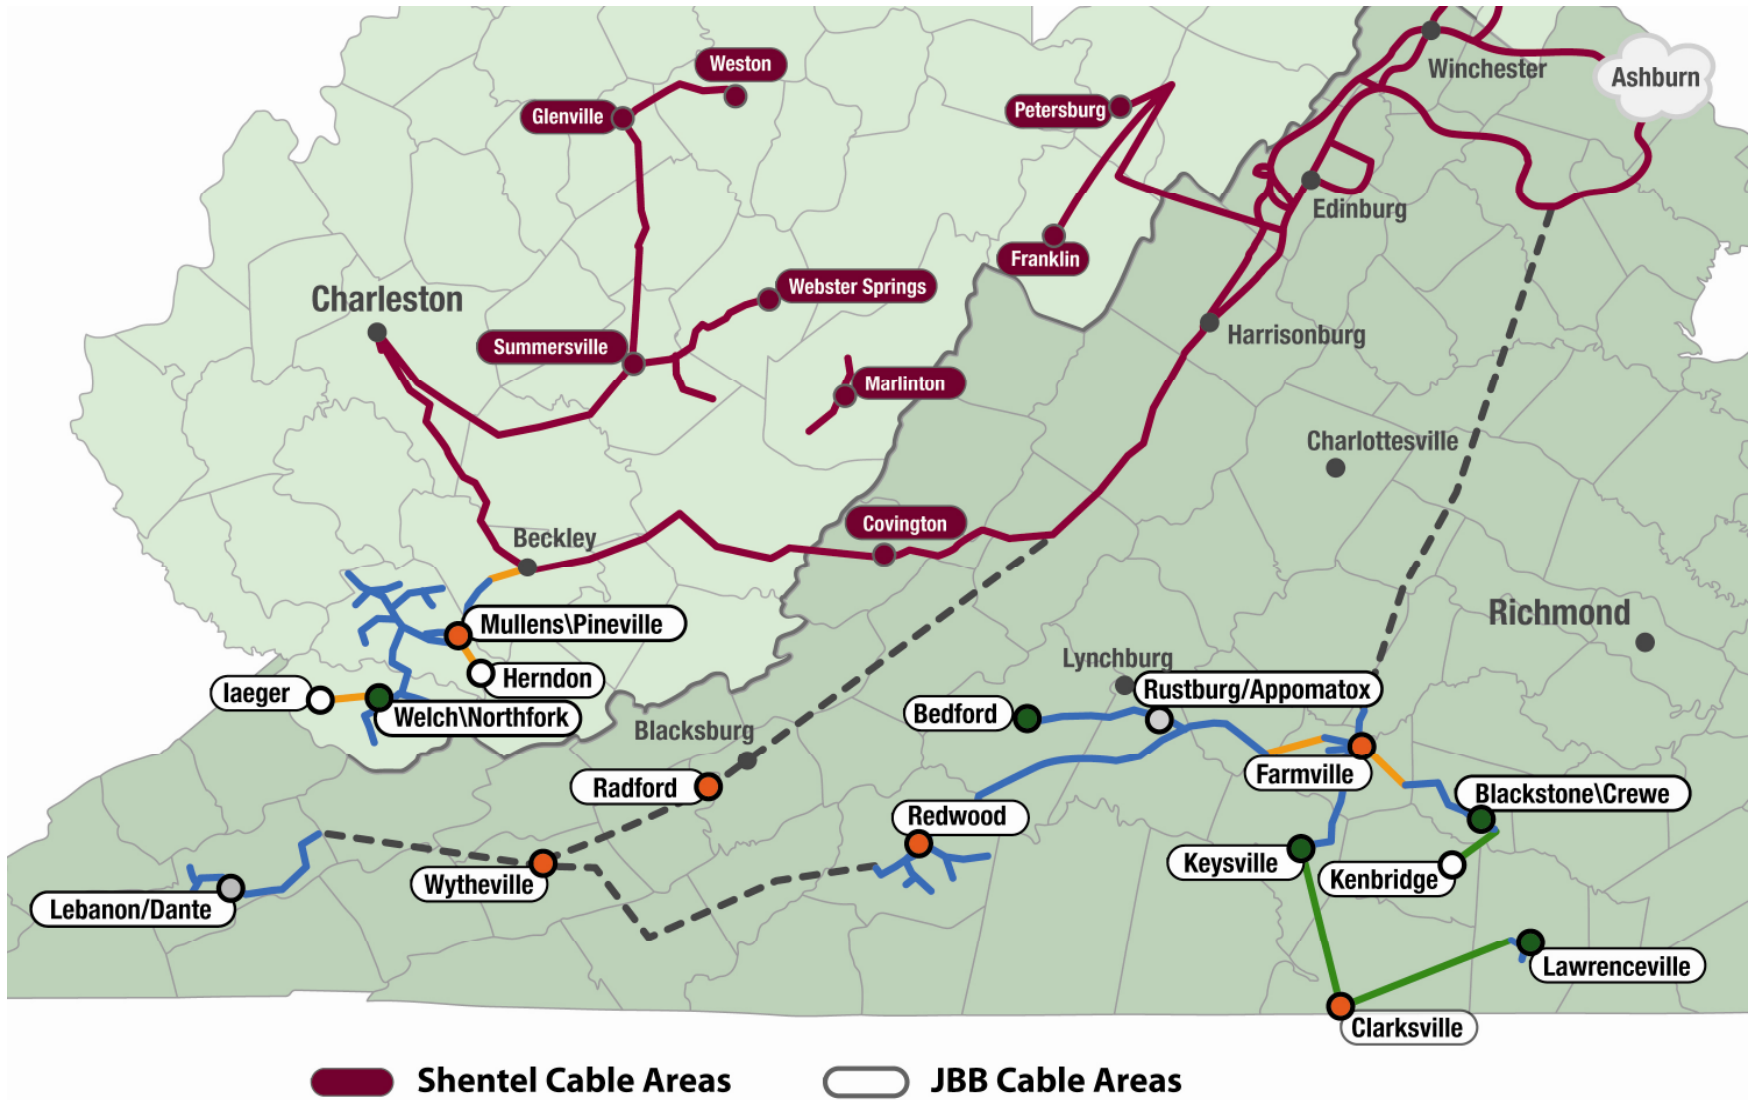 Weston
Winchester
Ashburn
Glenville
Petersburg
Edinburg
Franklin
Webster Springs
Charleston
Harrisonburg
Summersville
Marlinton
Charlottesville
Covington
Beckley
Richmond
Mullens\Pineville
Lynchburg
Herndon
Iaeger
Rustburg/Appomatox
Bedford
Welch\Northfork
Blacksburg
Farmville
Radford
Blackstone\Crewe
Redwood
Keysville
Kenbridge
Wytheville
Lebanon/Dante
Lawrenceville
Clarksville
Shentel Cable Areas
JBB Cable Areas